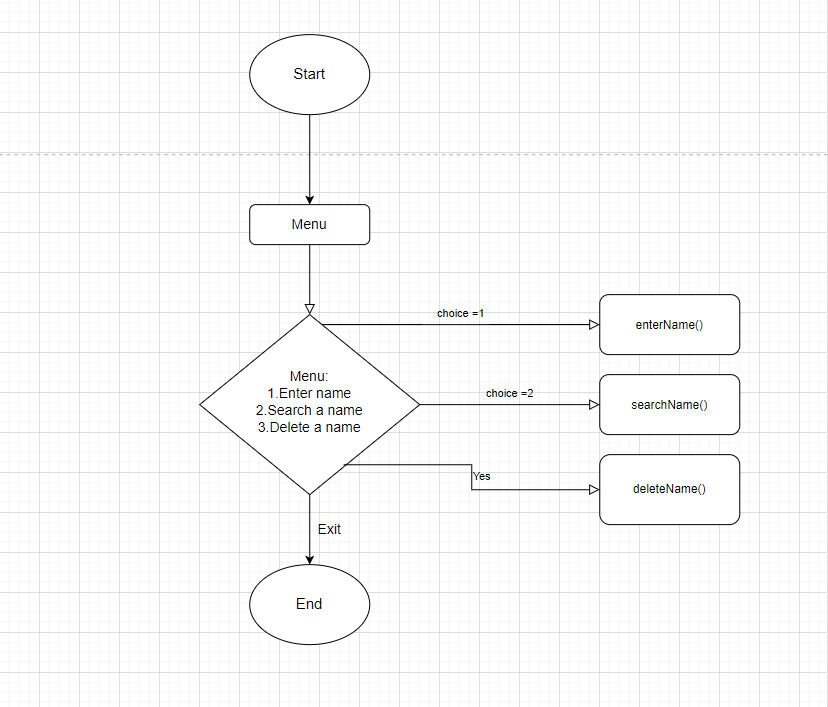 Start
Menu
choice =1
enterName()
Menu:
1.Enter name
2.Search a name
3.Delete a name
choice =2
searchName()
Yes
deleteName()
Exit
End